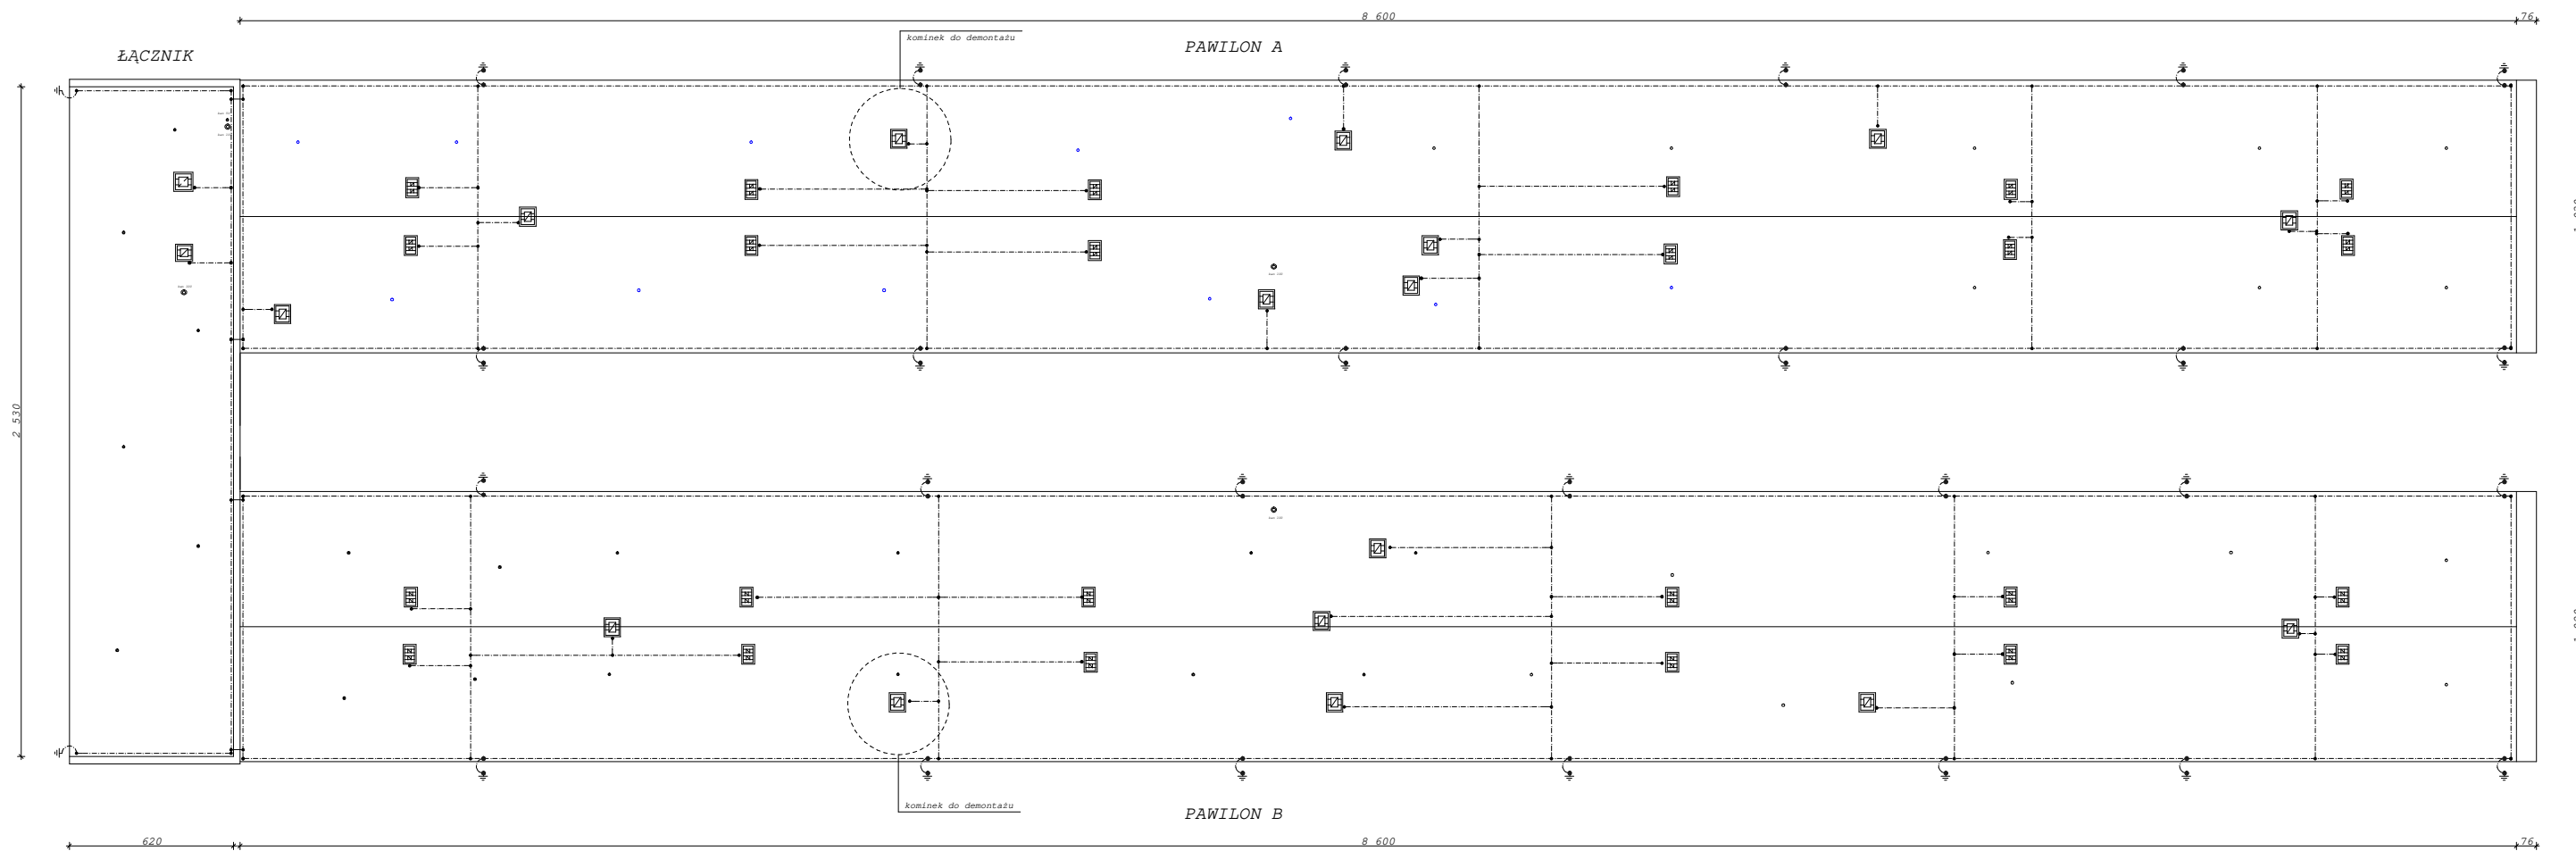 8 600
76
kominek do demontażu
PAWILON A
ŁĄCZNIK
2 530
kominek do demontażu
PAWILON B
620
8 600
76